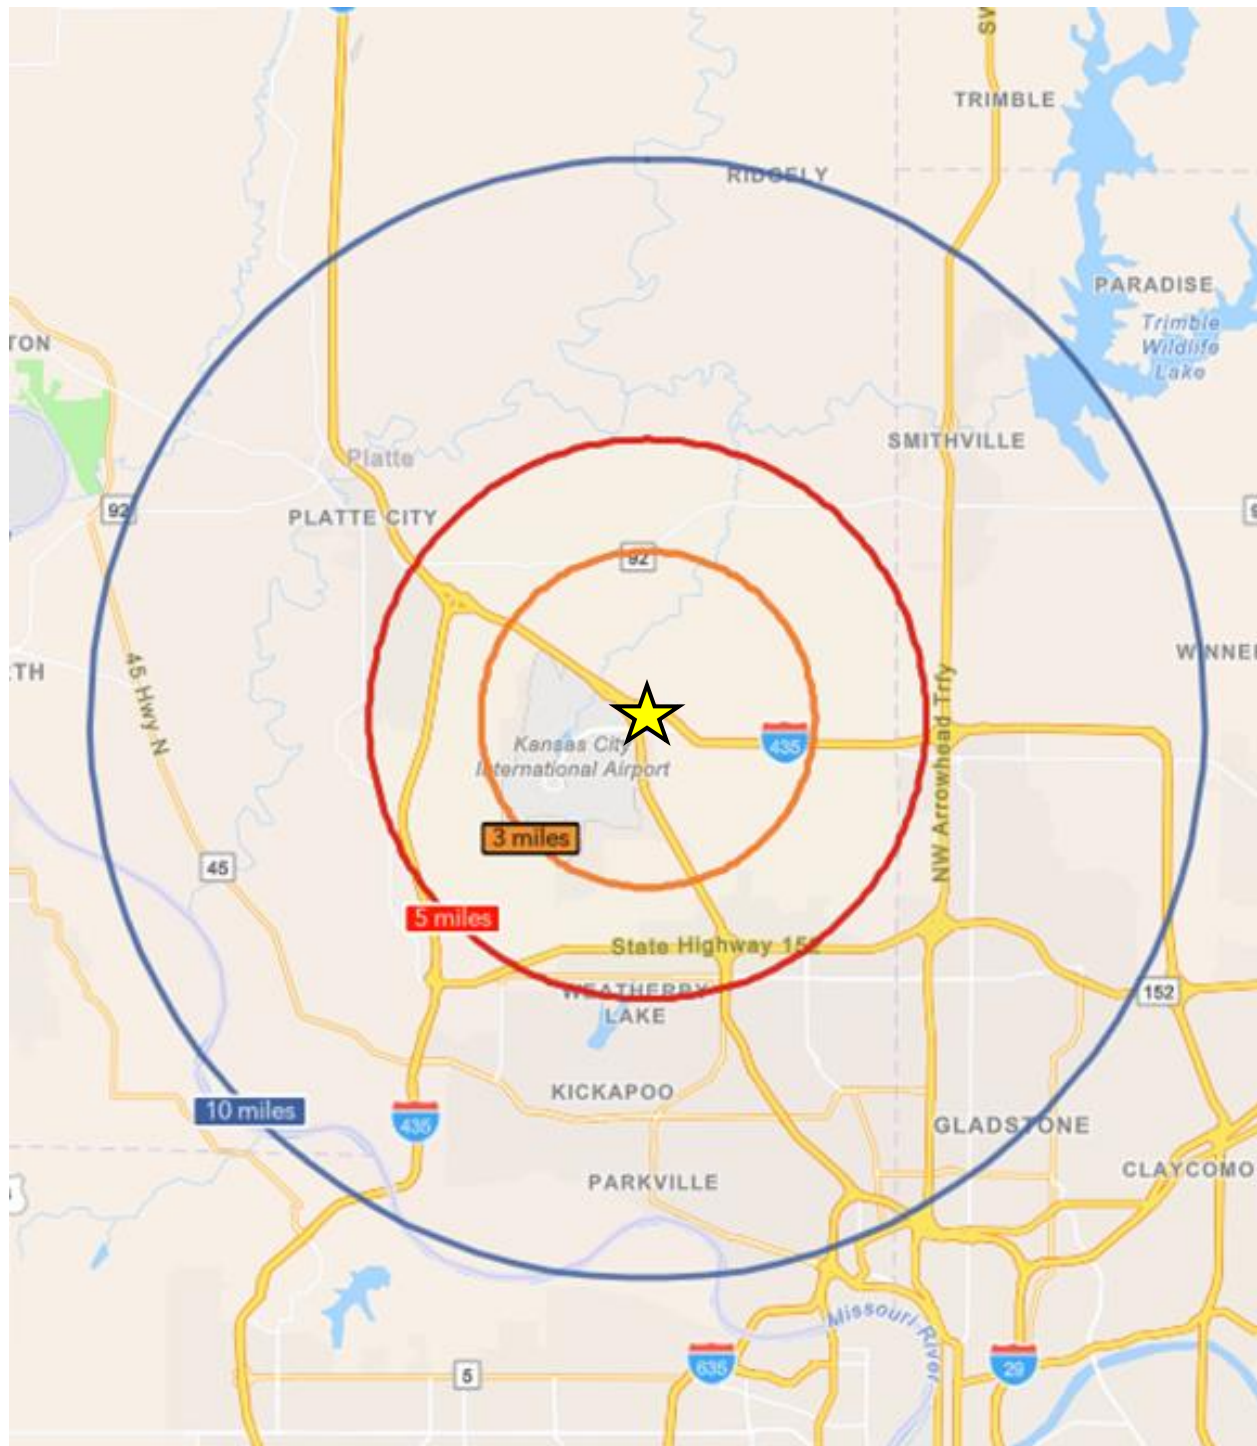 SW
TRIMBLE
RIDGELY
PARADISE
Trimble
Wildlife
Lake
TON
SMITHVILLE
Platte
92
PLATTE CITY
92
WINNE
TH
45 Hwy N
NW Arrowhead Trfy
435
Kansas City
International Airport
3 miles
45
5 miles
State Highway 152
WEATHERBY
LAKE
152
KICKAPOO
10 miles
435
GLADSTONE
CLAYCOMO
PARKVILLE
Missouri River
635
29
5